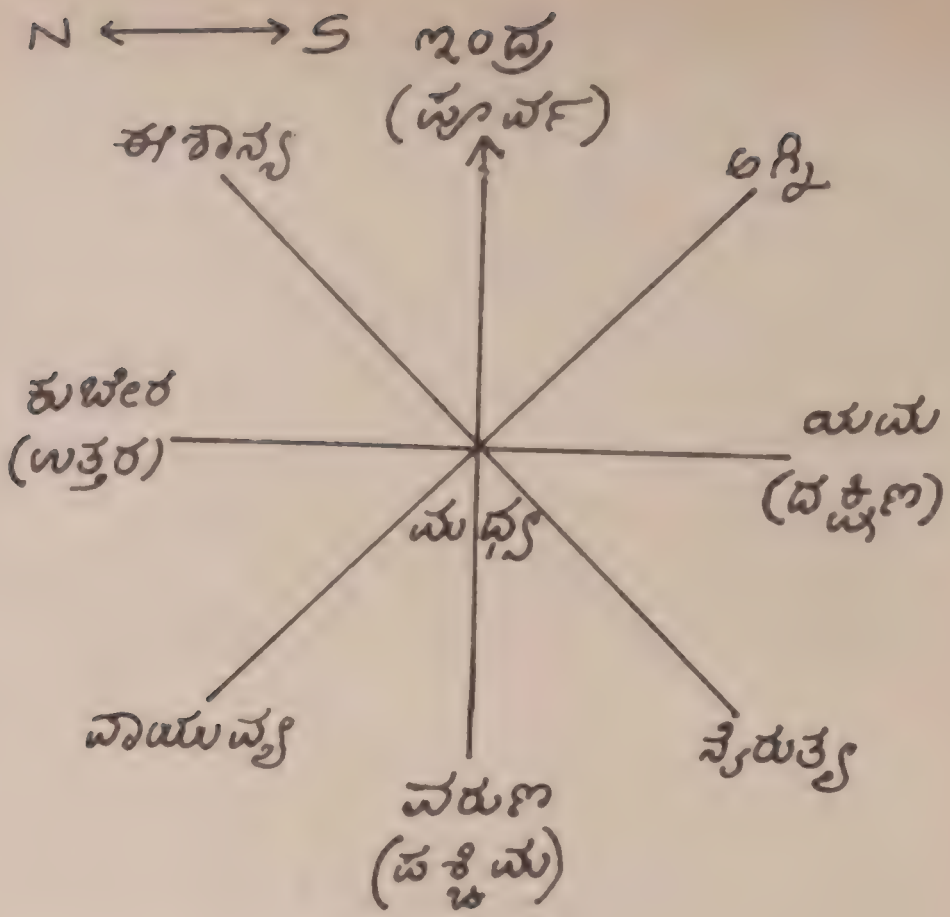 N ↔ S
ಇಂದ್ರ
(ಪೂರ್ವ)
ಈಶಾನ್ಯ
ಅಗ್ನಿ
ಕುಬೇರ
(ಉತ್ತರ)
ಯಮ
(ದಕ್ಷಿಣ)
ಮಧ್ಯ
ವಾಯುವ್ಯ
ನೈರುತ್ಯ
ವರುಣ
(ಪಶ್ಚಿಮ)